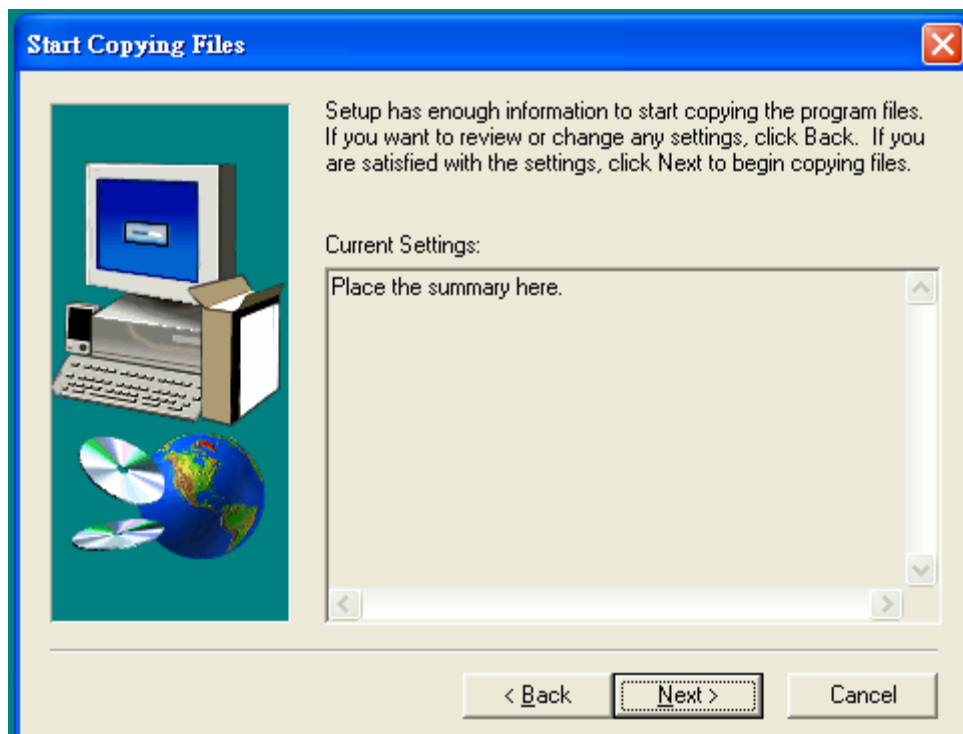 Start Copying Files
Setup has enough information to start copying the program files.
If you want to review or change any settings, click Back.  If you
are satisfied with the settings, click Next to begin copying files.
Current Settings:
Place the summary here.
< Back
Next >
Cancel